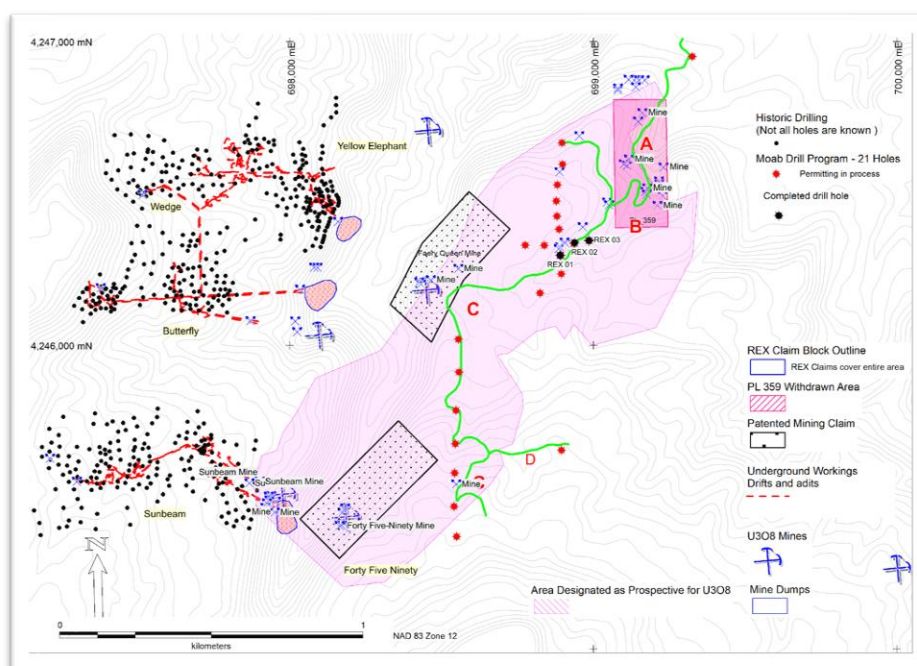 4,247,000 mN
698,000 mE
699,000 mE
700,000 mE
Mine
Historic Drilling
(Not all holes are known )
Moab Drill Program - 21 Holes
Permitting in process
Completed drill hole
Yellow Elephant
A
Mine
Mine
Wedge
Mine
Mine
B
359
REX 03
REX 02
REX 01
Mine
Mine
C
Butterfly
4,246,000 mN
REX Claim Block Outline
REX Claims cover entire area
PL 359 Withdrawn Area
Patented Mining Claim
D
Underground Workings
Drifts and adits
Sunbeam Mine
Su
Sunbeam Mine
Mine
Mine
Mine
Sunbeam
Forty Five-Ninety Mine
U3O8 Mines
N
Forty Five Ninety
Area Designated as Prospective for U3O8
Mine Dumps
0
1
kilometers
NAD 83 Zone 12